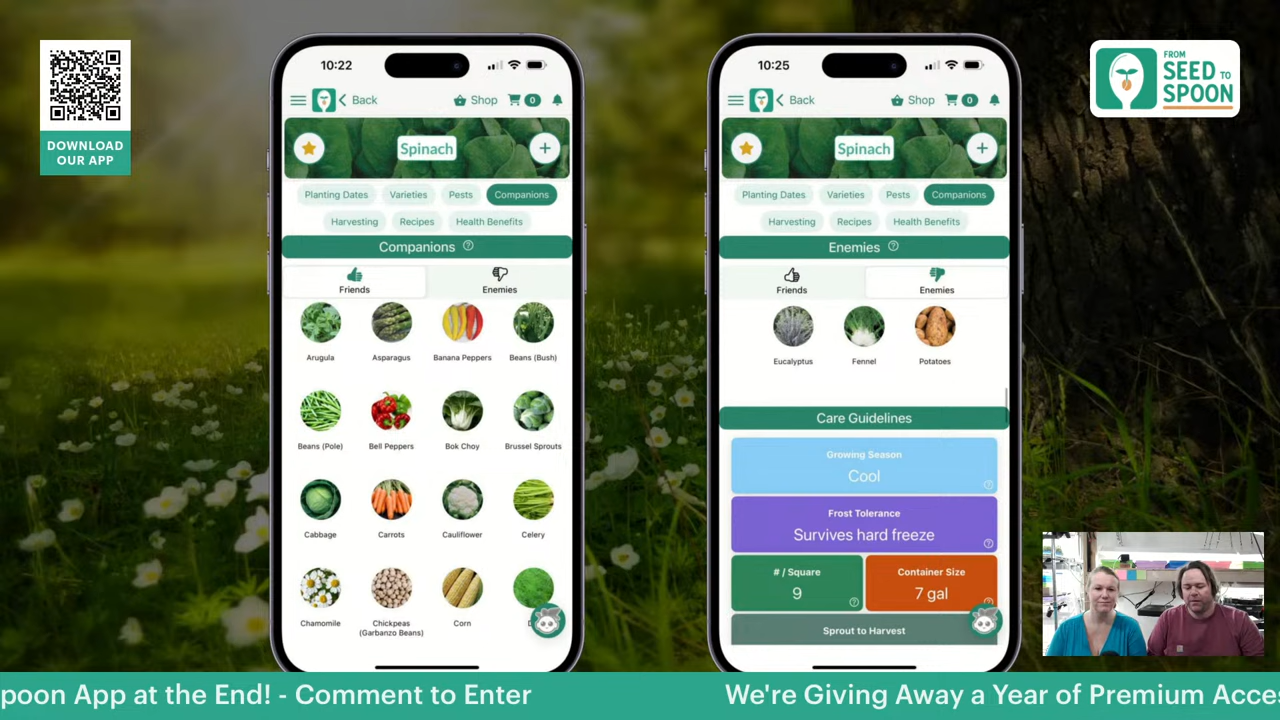 DOWNLOAD
OUR APP
10:22
Back
Shop
0
Spinach
Planting Dates
Varieties
Pests
Companions
Harvesting
Recipes
Health Benefits
Companions
Friends
Enemies
Arugula
Asparagus
Banana Peppers
Beans (Bush)
Beans (Pole)
Bell Peppers
Bok Choy
Brussel Sprouts
Cabbage
Carrots
Cauliflower
Celery
Chamomile
Chickpeas
(Garbanzo Beans)
Corn
10:25
Back
Shop
0
Spinach
Planting Dates
Varieties
Pests
Companions
Harvesting
Recipes
Health Benefits
Enemies
Friends
Enemies
Eucalyptus
Fennel
Potatoes
Care Guidelines
Growing Season
Cool
Frost Tolerance
Survives hard freeze
# / Square
9
Container Size
7 gal
Sprout to Harvest
FROM
SEED TO
SPOON
poon App at the End! - Comment to Enter
We're Giving Away a Year of Premium Acces